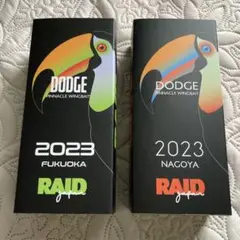 DODGE
PINNACLE WINGBAIT
2023
FUKUOKA
RAID
japan
DODGE
PINNACLE WINGBAIT
2023
NAGOYA
RAID
japan